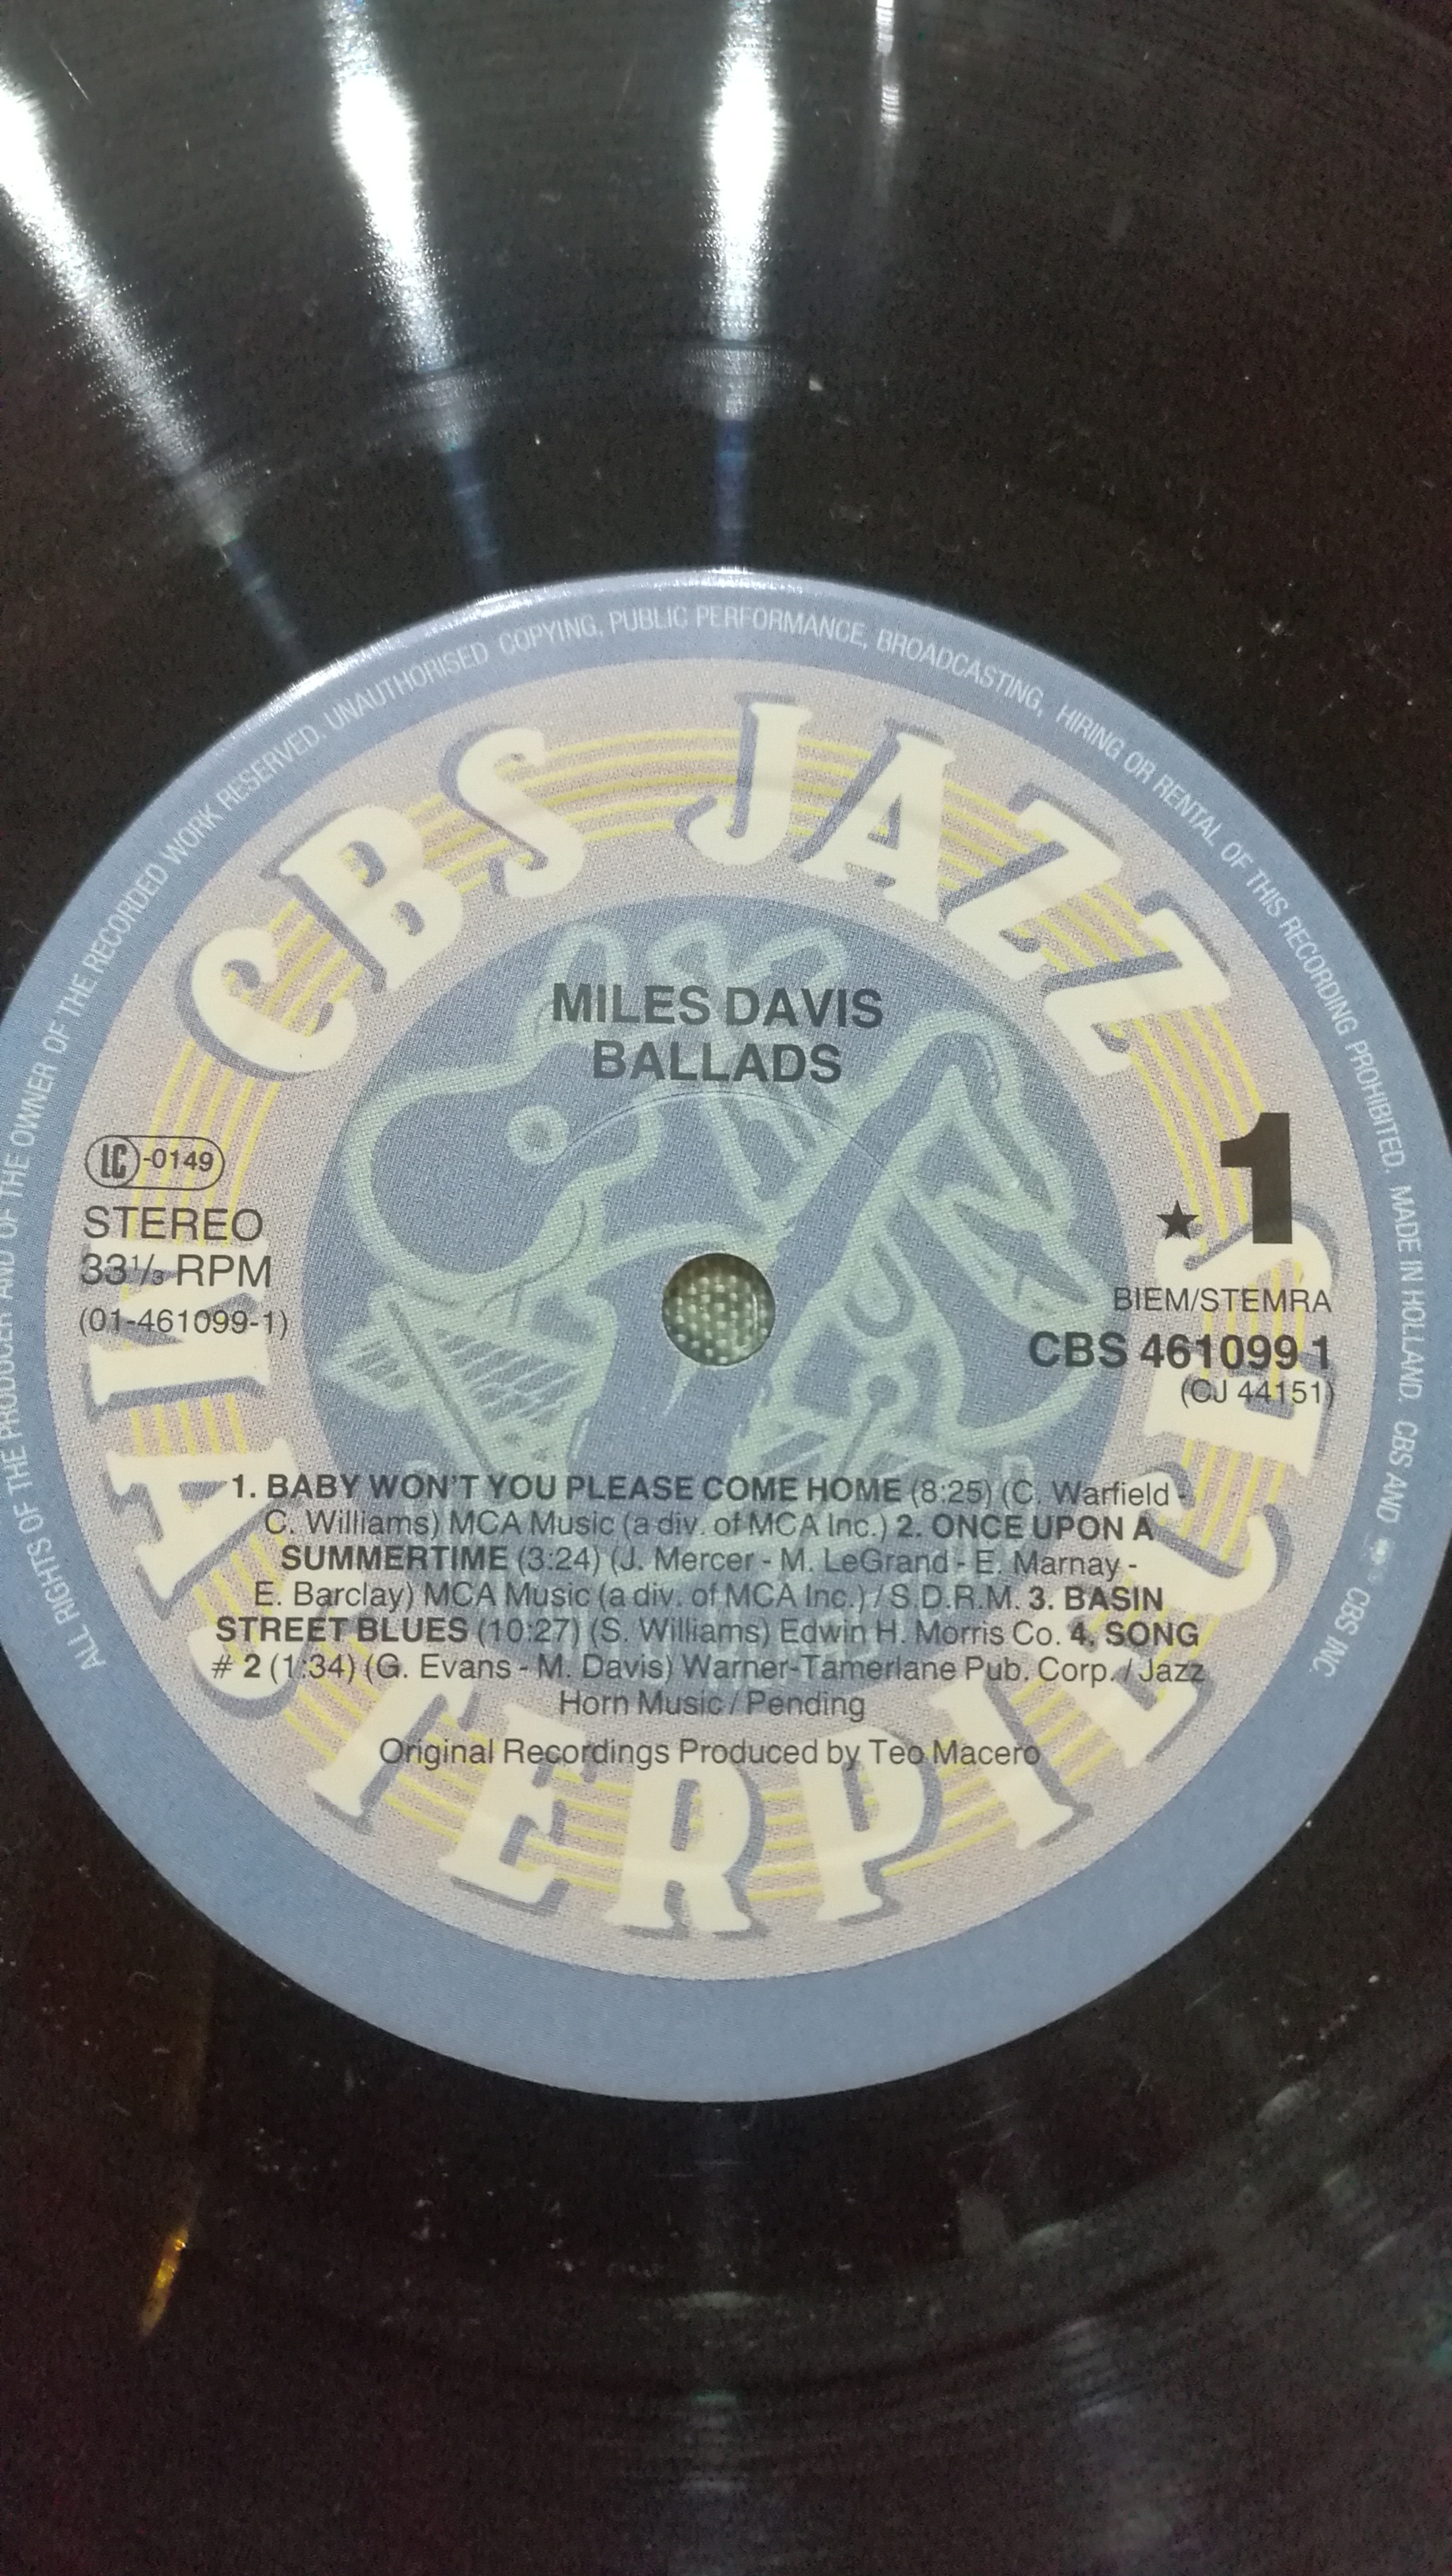 ALL RIGHTS OF THE PRODUCER AND OF THE OWNER OF THE RECORDED WORK RESERVED. UNAUTHORISED COPYING, PUBLIC PERFORMANCE, BROADCASTING, HIRING OR RENTAL OF THIS RECORDING PROHIBITED. MADE IN HOLLAND. CBS AND CBS INC.
CBS JAZZ
MASTERPIECES
MILES DAVIS
BALLADS
LC-0149
STEREO
33 1/3 RPM
(01-461099-1)
1
★
BIEM/STEMRA
CBS 461099 1
(CJ 44151)
1. BABY WON'T YOU PLEASE COME HOME (8:25) (C. Warfield -
C. Williams) MCA Music (a div. of MCA Inc.) 2. ONCE UPON A
SUMMERTIME (3:24) (J. Mercer - M. LeGrand - E. Marnay -
E. Barclay) MCA Music (a div. of MCA Inc.) / S.D.R.M. 3. BASIN
STREET BLUES (10:27) (S. Williams) Edwin H. Morris Co. 4. SONG
# 2 (1:34) (G. Evans - M. Davis) Warner-Tamerlane Pub. Corp. / Jazz
Horn Music / Pending
Original Recordings Produced by Teo Macero